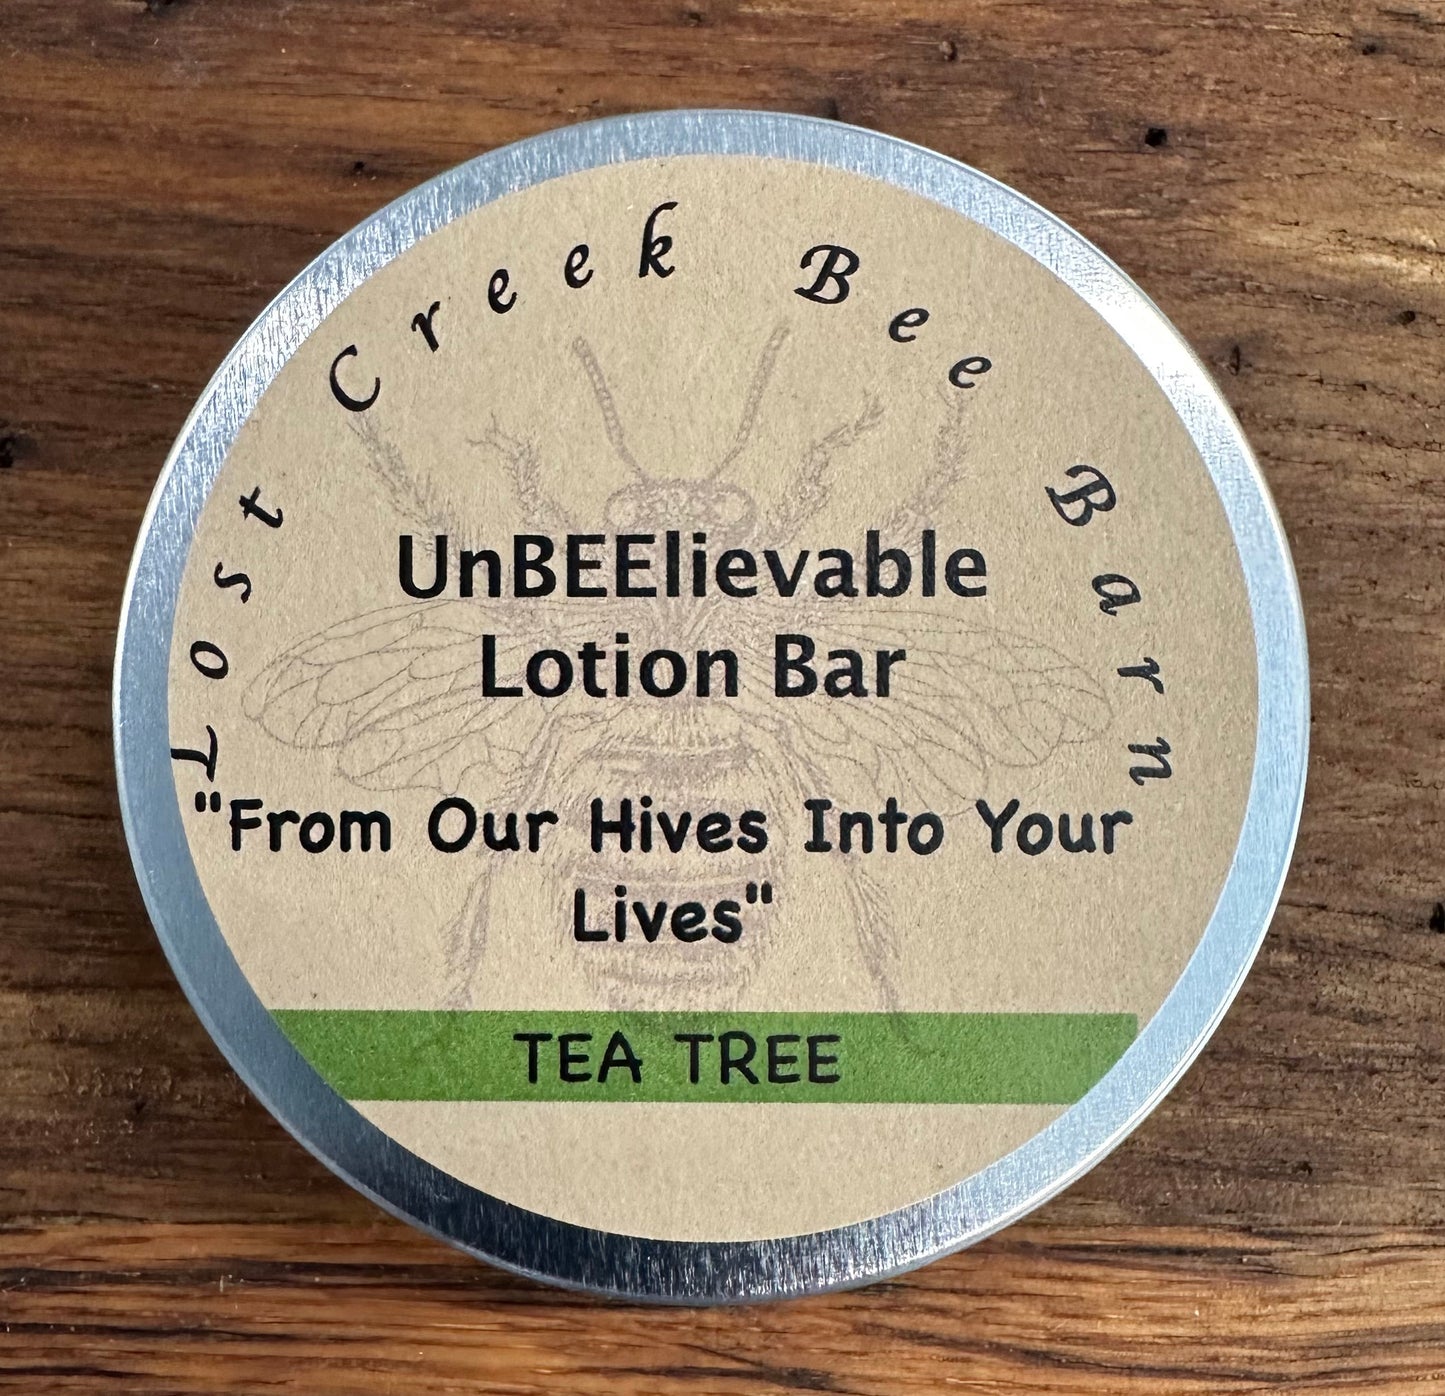 Lost Creek Bee Barn
UnBEElievable
Lotion Bar
"From Our Hives Into Your
Lives"
TEA TREE